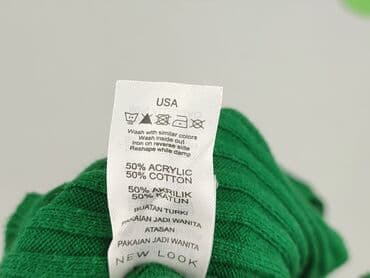 USA
Wash with similar colors
Wash inside out
Iron on reverse side
Reshape while damp
50% ACRYLIC
50% COTTON
50% AKRILIK
50% KATUN
BUATAN TURKI
PAKAIAN JADI WANITA
ATASAN
PAKAIAN JADI WANITA
NEW LOOK